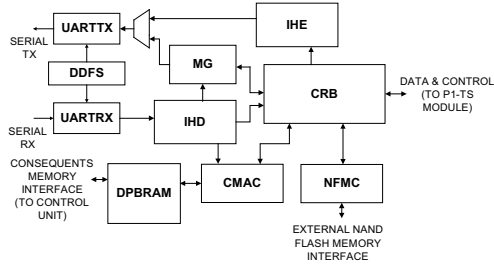 UARTTX
IHE
SERIAL
TX
MG
DDFS
CRB
DATA & CONTROL
(TO P1-TS
MODULE)
UARTRX
IHD
SERIAL
RX
CONSEQUENTS
MEMORY
INTERFACE
(TO CONTROL
UNIT)
DPBRAM
CMAC
NFMC
EXTERNAL NAND
FLASH MEMORY
INTERFACE